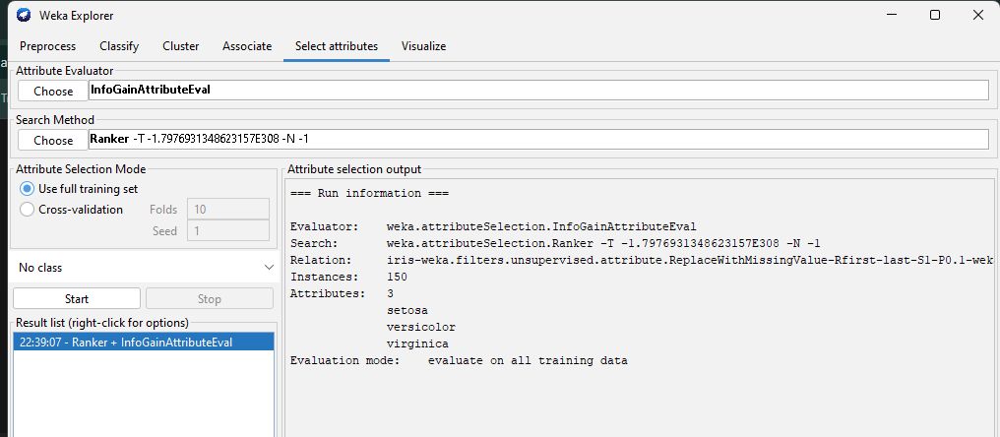 Weka Explorer
Preprocess Classify Cluster Associate Select attributes Visualize
Attribute Evaluator
Choose InfoGainAttributeEval
Search Method
Choose Ranker -T -1.7976931348623157E308 -N -1
Attribute Selection Mode
Use full training set
Cross-validation Folds 10
Seed 1
No class
Start Stop
Result list (right-click for options)
22:39:07 - Ranker + InfoGainAttributeEval
Attribute selection output
=== Run information ===
Evaluator: weka.attributeSelection.InfoGainAttributeEval
Search: weka.attributeSelection.Ranker -T -1.7976931348623157E308 -N -1
Relation: iris-weka.filters.unsupervised.attribute.ReplaceWithMissingValue-Rfirst-last-S1-P0.1-wek
Instances: 150
Attributes: 3
setosa
versicolor
virginica
Evaluation mode: evaluate on all training data